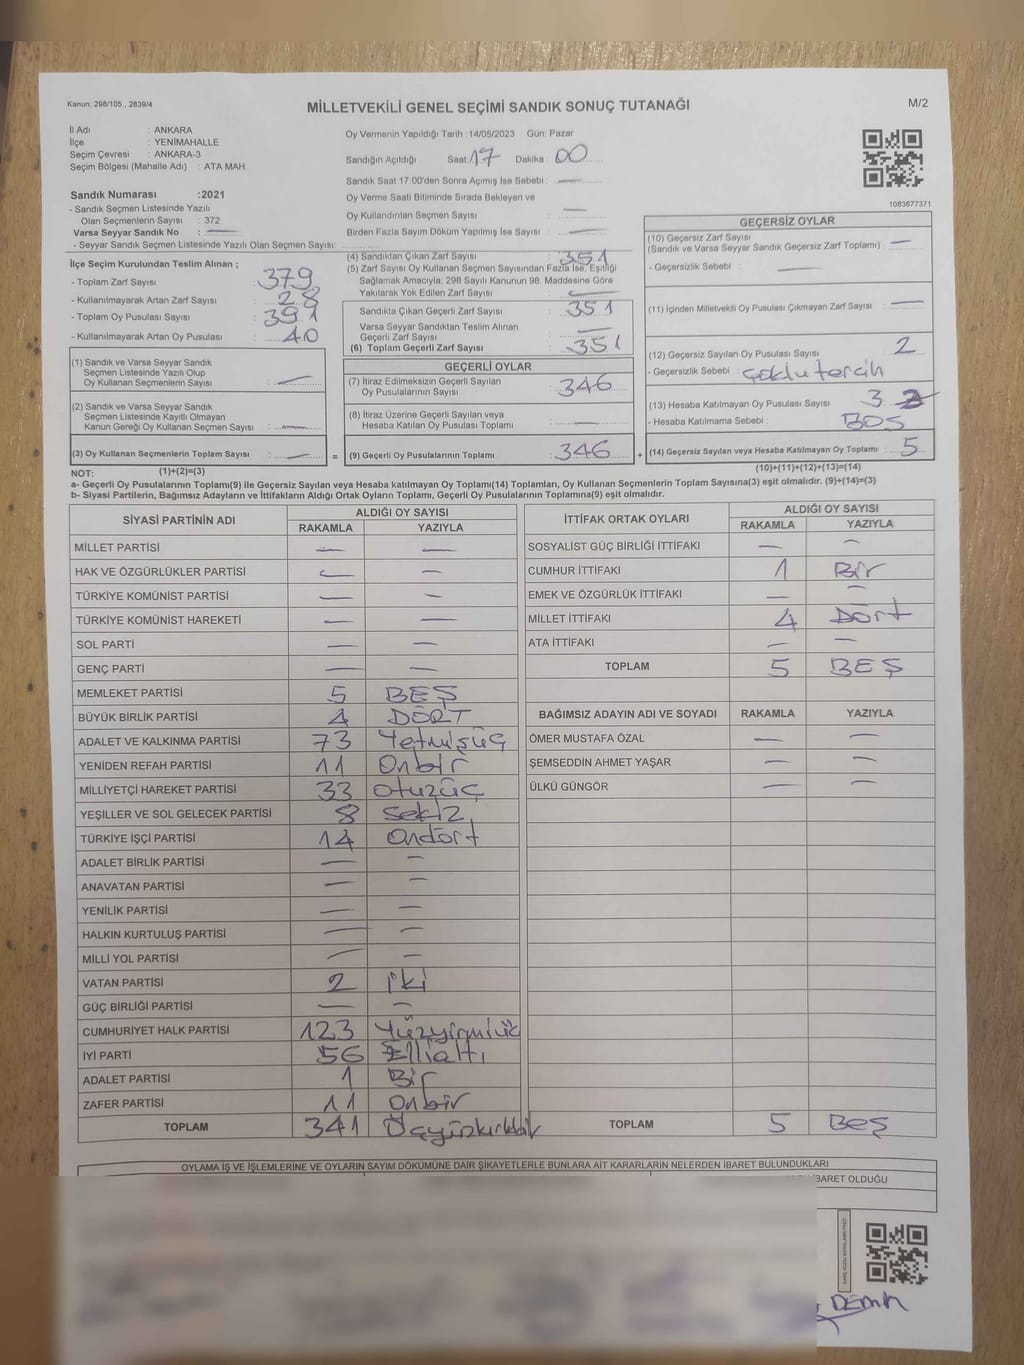 Kanun; 298/105 , 2839/4
MİLLETVEKİLİ GENEL SEÇİMİ SANDIK SONUÇ TUTANAĞI
M/2
İl Adı : ANKARA
İlçe : YENİMAHALLE
Seçim Çevresi : ANKARA-3
Seçim Bölgesi (Mahalle Adı) : ATA MAH.
Sandık Numarası :2021
- Sandık Seçmen Listesinde Yazılı
Olan Seçmenlerin Sayısı : 372
Varsa Seyyar Sandık No : —
- Seyyar Sandık Seçmen Listesinde Yazılı Olan Seçmen Sayısı:
Oy Vermenin Yapıldığı Tarih :14/05/2023 Gün: Pazar
Sandığın Açıldığı Saat 17 Dakika : 00
Sandık Saat 17:00'den Sonra Açımış İse Sebebi : —
Oy Verme Saati Bitiminde Sırada Bekleyen ve
Oy Kullandırılan Seçmen Sayısı : —
Birden Fazla Sayım Döküm Yapılmış İse Sayısı : —
1083677371
İlçe Seçim Kurulundan Teslim Alınan ;
- Toplam Zarf Sayısı : 379
- Kullanılmayarak Artan Zarf Sayısı : 28
- Toplam Oy Pusulası Sayısı : 391
- Kullanılmayarak Artan Oy Pusulası : 40
(1) Sandık ve Varsa Seyyar Sandık
Seçmen Listesinde Yazılı Olup
Oy Kullanan Seçmenlerin Sayısı : —
(2) Sandık ve Varsa Seyyar Sandık
Seçmen Listesinde Kayıtlı Olmayan
Kanun Gereği Oy Kullanan Seçmen Sayısı : —
(3) Oy Kullanan Seçmenlerin Toplam Sayısı : —
(1)+(2)=(3)
(4) Sandıktan Çıkan Zarf Sayısı : 351
(5) Zarf Sayısı Oy Kullanan Seçmen Sayısından Fazla İse, Eşitliği
Sağlamak Amacıyla; 298 Sayılı Kanunun 98. Maddesine Göre
Yakılarak Yok Edilen Zarf Sayısı : —
Sandıkta Çıkan Geçerli Zarf Sayısı : 351
Varsa Seyyar Sandıktan Teslim Alınan
Geçerli Zarf Sayısı : —
(6) Toplam Geçerli Zarf Sayısı : 351
GEÇERLİ OYLAR
(7) İtiraz Edilmeksizin Geçerli Sayılan
Oy Pusulalarının Sayısı : 346
(8) İtiraz Üzerine Geçerli Sayılan veya
Hesaba Katılan Oy Pusulası Toplamı : —
= (9) Geçerli Oy Pusulalarının Toplamı : 346 +
GEÇERSİZ OYLAR
(10) Geçersiz Zarf Sayısı : —
(Sandık ve Varsa Seyyar Sandık Geçersiz Zarf Toplamı)
- Geçersizlik Sebebi : —
(11) İçinden Milletvekili Oy Pusulası Çıkmayan Zarf Sayısı : —
(12) Geçersiz Sayılan Oy Pusulası Sayısı : 2
- Geçersizlik Sebebi : çoklu tercih
(13) Hesaba Katılmayan Oy Pusulası Sayısı : 3
- Hesaba Katılmama Sebebi : BOŞ
(14) Geçersiz Sayılan veya Hesaba Katılmayan Oy Toplamı : 5
(10)+(11)+(12)+(13)=(14)
NOT:
a- Geçerli Oy Pusulalarının Toplamı(9) ile Geçersiz Sayılan veya Hesaba katılmayan Oy Toplamı(14) Toplamları, Oy Kullanan Seçmenlerin Toplam Sayısına(3) eşit olmalıdır. (9)+(14)=(3)
b- Siyasi Partilerin, Bağımsız Adayların ve İttifakların Aldığı Ortak Oyların Toplamı, Geçerli Oy Pusulalarının Toplamına(9) eşit olmalıdır.
SİYASİ PARTİNİN ADI ALDIĞI OY SAYISI
RAKAMLA YAZIYLA
MİLLET PARTİSİ — —
HAK VE ÖZGÜRLÜKLER PARTİSİ — —
TÜRKİYE KOMÜNİST PARTİSİ — —
TÜRKİYE KOMÜNİST HAREKETİ — —
SOL PARTİ — —
GENÇ PARTİ — —
MEMLEKET PARTİSİ 5 BEŞ
BÜYÜK BİRLİK PARTİSİ 4 DÖRT
ADALET VE KALKINMA PARTİSİ 73 Yetmişüç
YENİDEN REFAH PARTİSİ 11 Onbir
MİLLİYETÇİ HAREKET PARTİSİ 33 otuzüç
YEŞİLLER VE SOL GELECEK PARTİSİ 8 Sekiz
TÜRKİYE İŞÇİ PARTİSİ 14 Ondört
ADALET BİRLİK PARTİSİ — —
ANAVATAN PARTİSİ — —
YENİLİK PARTİSİ — —
HALKIN KURTULUŞ PARTİSİ — —
MİLLİ YOL PARTİSİ — —
VATAN PARTİSİ 2 iki
GÜÇ BİRLİĞİ PARTİSİ — —
CUMHURİYET HALK PARTİSİ 123 Yüzyirmiüç
İYİ PARTİ 56 Ellialtı
ADALET PARTİSİ 1 Bir
ZAFER PARTİSİ 11 Onbir
TOPLAM 341 Üçyüzkırkbir
İTTİFAK ORTAK OYLARI ALDIĞI OY SAYISI
RAKAMLA YAZIYLA
SOSYALİST GÜÇ BİRLİĞİ İTTİFAKI — —
CUMHUR İTTİFAKI 1 Bir
EMEK VE ÖZGÜRLÜK İTTİFAKI — —
MİLLET İTTİFAKI 4 Dört
ATA İTTİFAKI — —
TOPLAM 5 BEŞ
BAĞIMSIZ ADAYIN ADI VE SOYADI RAKAMLA YAZIYLA
ÖMER MUSTAFA ÖZAL — —
ŞEMSEDDİN AHMET YAŞAR — —
ÜLKÜ GÜNGÖR — —
TOPLAM 5 Beş
OYLAMA İŞ VE İŞLEMLERİNE VE OYLARIN SAYIM DÖKÜMÜNE DAİR ŞİKAYETLERLE BUNLARA AİT KARARLARIN NELERDEN İBARET BULUNDUKLARI
İBARET OLDUĞU